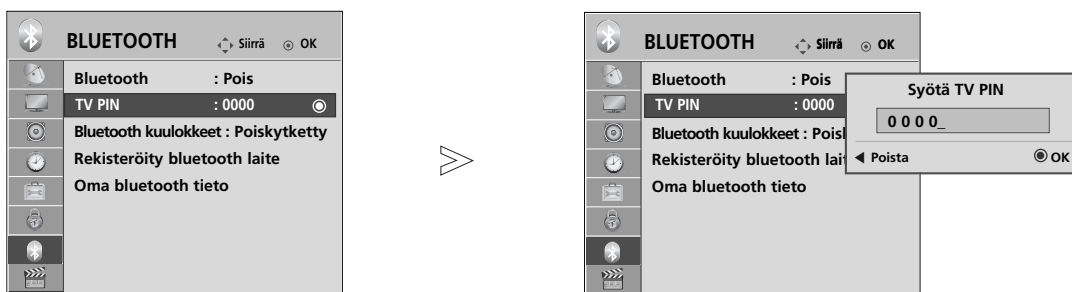 BLUETOOTH Siirrä OK
Bluetooth : Pois
TV PIN : 0000
Bluetooth kuulokkeet : Poiskytketty
Rekisteröity bluetooth laite
Oma bluetooth tieto
BLUETOOTH Siirrä OK
Bluetooth : Pois
TV PIN : 0000
Bluetooth kuulokkeet : Pois
Rekisteröity bluetooth lait
Oma bluetooth tieto
Syötä TV PIN
0 0 0 0_
Poista OK